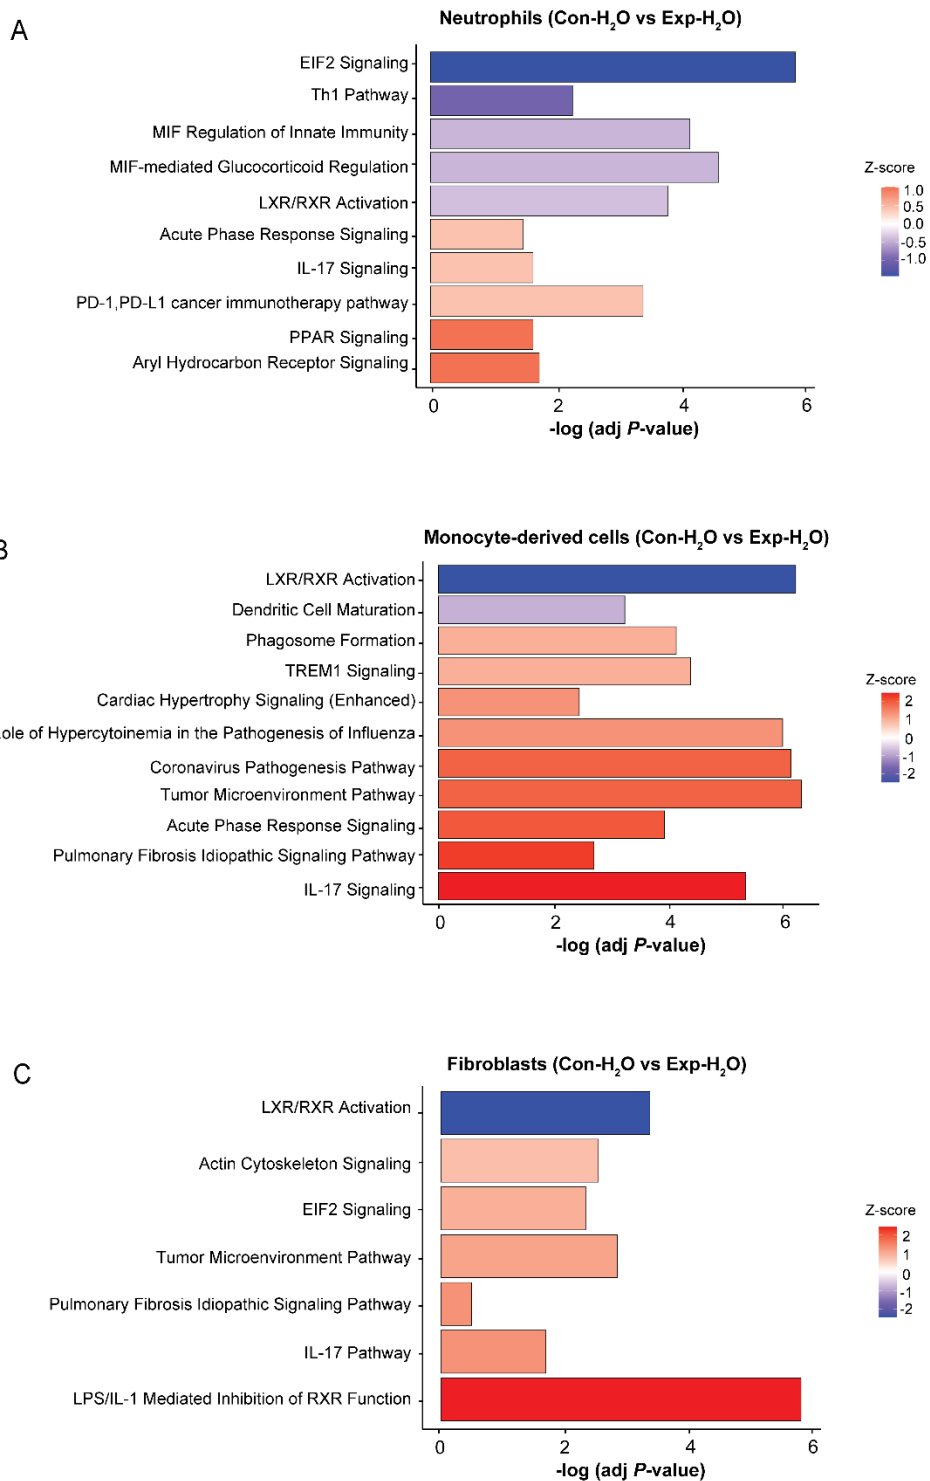 A
Neutrophils (Con-H₂O vs Exp-H₂O)
EIF2 Signaling
Th1 Pathway
MIF Regulation of Innate Immunity
MIF-mediated Glucocorticoid Regulation
LXR/RXR Activation
Acute Phase Response Signaling
IL-17 Signaling
PD-1,PD-L1 cancer immunotherapy pathway
PPAR Signaling
Aryl Hydrocarbon Receptor Signaling
0 2 4 6
-log (adj P-value)
Z-score
1.0
0.5
0.0
-0.5
-1.0
B
Monocyte-derived cells (Con-H₂O vs Exp-H₂O)
LXR/RXR Activation
Dendritic Cell Maturation
Phagosome Formation
TREM1 Signaling
Cardiac Hypertrophy Signaling (Enhanced)
ole of Hypercytoinemia in the Pathogenesis of Influenza
Coronavirus Pathogenesis Pathway
Tumor Microenvironment Pathway
Acute Phase Response Signaling
Pulmonary Fibrosis Idiopathic Signaling Pathway
IL-17 Signaling
0 2 4 6
-log (adj P-value)
Z-score
2
1
0
-1
-2
C
Fibroblasts (Con-H₂O vs Exp-H₂O)
LXR/RXR Activation
Actin Cytoskeleton Signaling
EIF2 Signaling
Tumor Microenvironment Pathway
Pulmonary Fibrosis Idiopathic Signaling Pathway
IL-17 Pathway
LPS/IL-1 Mediated Inhibition of RXR Function
0 2 4 6
-log (adj P-value)
Z-score
2
1
0
-1
-2